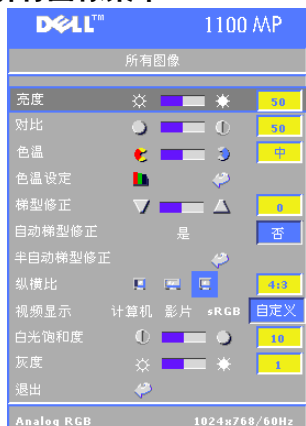 DELL™ 1100 MP
所有图像
亮度 50
对比 50
色温 中
色温设定
梯型修正 0
自动梯型修正 是 否
半自动梯型修正
纵横比 4:3
视频显示 计算机 影片 sRGB 自定义
白光饱和度 10
灰度 1
退出
Analog RGB 1024x768/60Hz